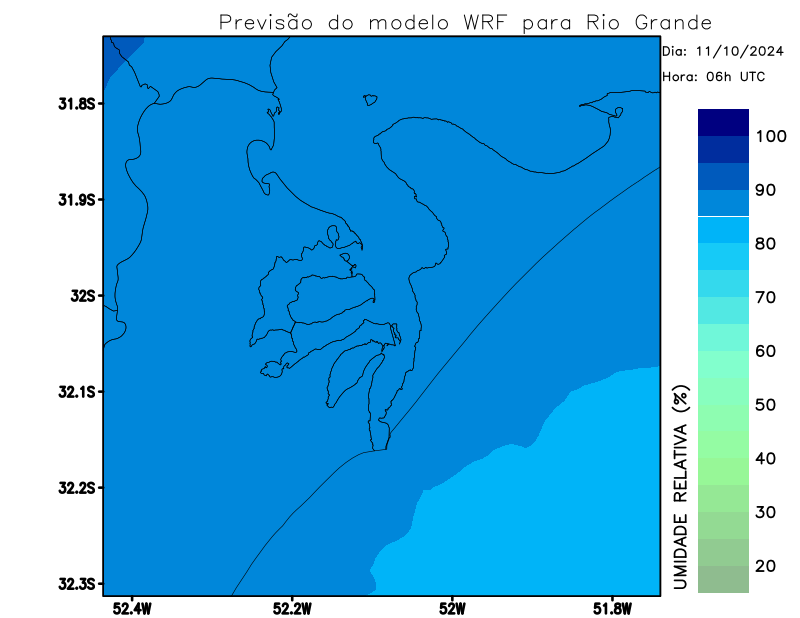 Previsão do modelo WRF para Rio Grande
Dia: 11/10/2024
Hora: 06h UTC
31.8S
31.9S
32S
32.1S
32.2S
32.3S
52.4W
52.2W
52W
51.8W
UMIDADE RELATIVA (%)
100
90
80
70
60
50
40
30
20